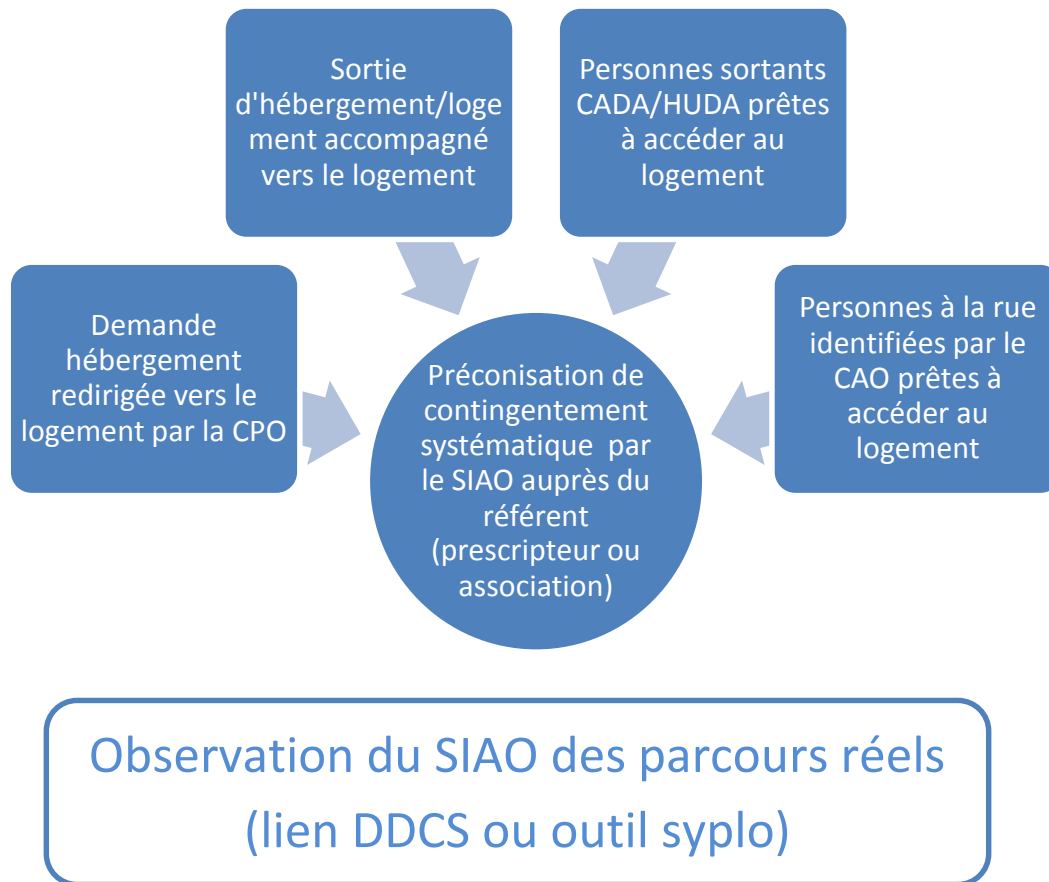 Sortie
d'hébergement/loge
ment accompagné
vers le logement
Personnes sortants
CADA/HUDA prêtes
à accéder au
logement
Demande
hébergement
redirigée vers le
logement par la CPO
Personnes à la rue
identifiées par le
CAO prêtes à
accéder au
logement
Préconisation de
contingentement
systématique par
le SIAO auprès du
référent
(prescripteur ou
association)
Observation du SIAO des parcours réels
(lien DDCS ou outil syplo)